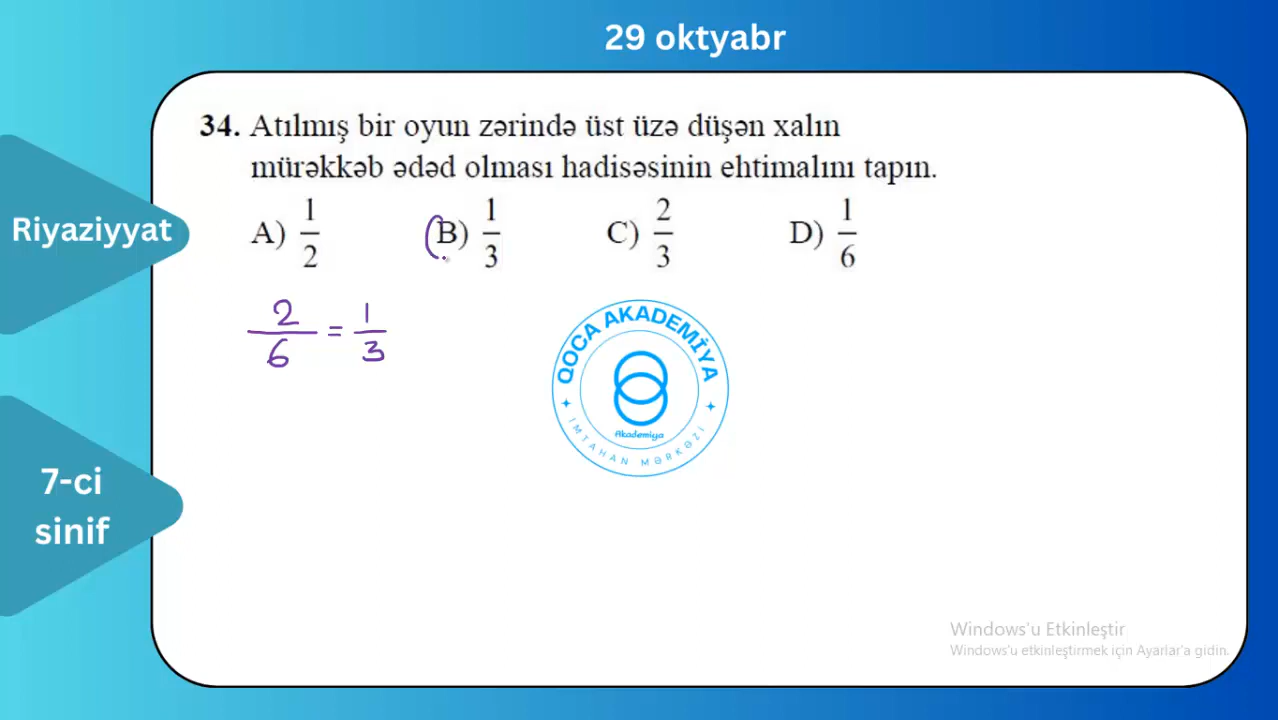 29 oktyabr
34. Atılmış bir oyun zərində üst üzə düşən xalın
mürəkkəb ədəd olması hadisəsinin ehtimalını tapın.
A) 1/2 B) 1/3 C) 2/3 D) 1/6
2/6 = 1/3
Riyaziyyat
7-ci
sinif
QOCA AKADEMİYA
Akademiya
İMTAHAN MƏRKƏZİ
Windows'u Etkinleştir
Windows'u etkinleştirmek için Ayarlar'a gidin.